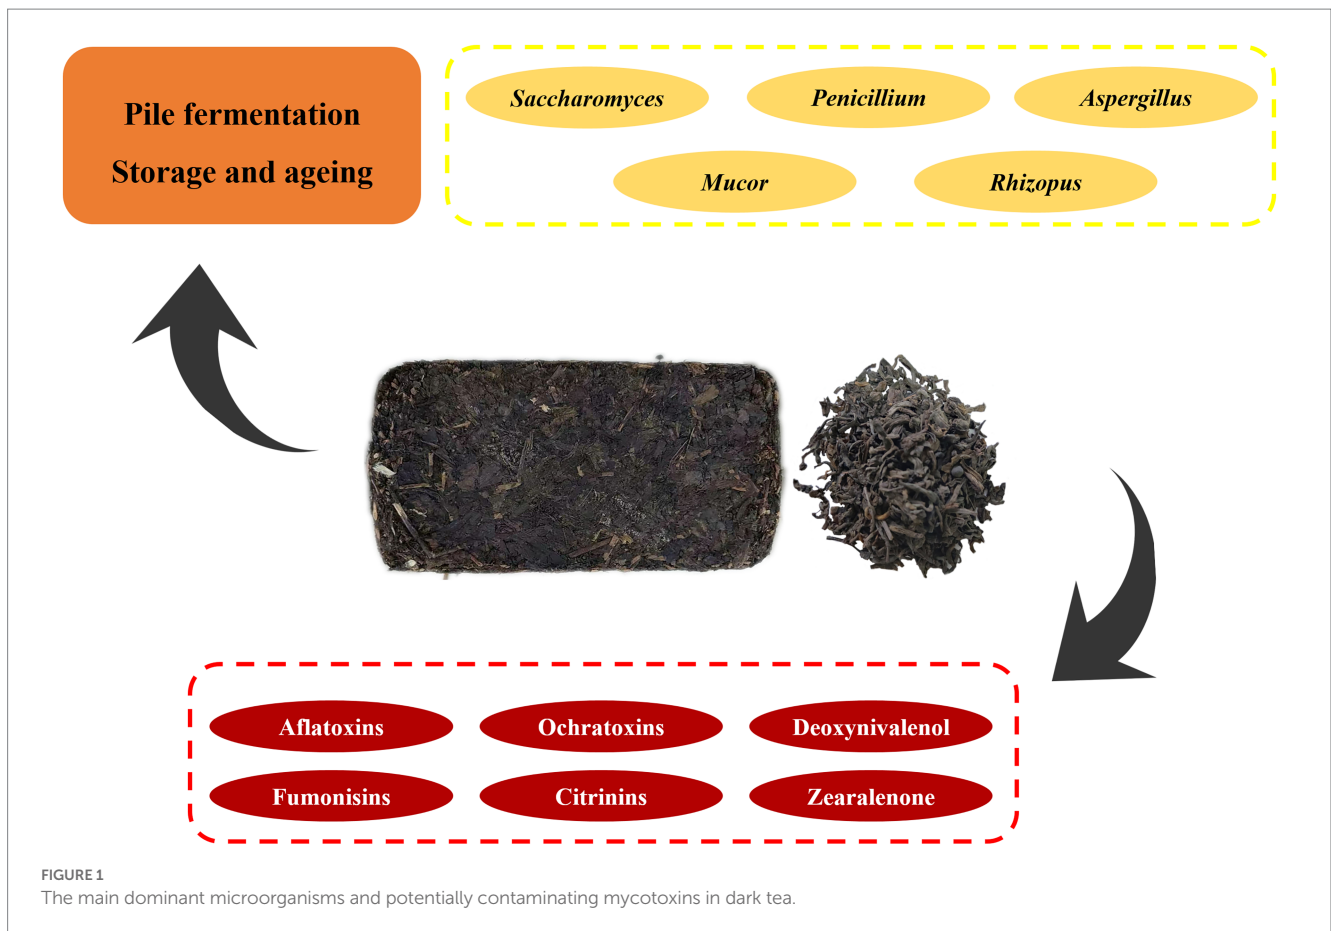 Pile fermentation
Storage and ageing
Saccharomyces
Penicillium
Aspergillus
Mucor
Rhizopus
Aflatoxins
Ochratoxins
Deoxynivalenol
Fumonisins
Citrinins
Zearalenone
FIGURE 1
The main dominant microorganisms and potentially contaminating mycotoxins in dark tea.